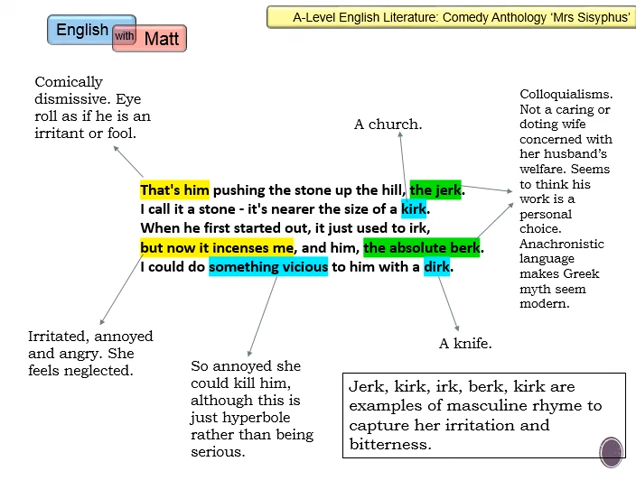 English with Matt
A-Level English Literature: Comedy Anthology 'Mrs Sisyphus'
Comically
dismissive. Eye
roll as if he is an
irritant or fool.
A church.
Colloquialisms.
Not a caring or
doting wife
concerned with
her husband's
welfare. Seems
to think his
work is a
personal
choice.
Anachronistic
language
makes Greek
myth seem
modern.
That's him pushing the stone up the hill, the jerk.
I call it a stone - it's nearer the size of a kirk.
When he first started out, it just used to irk,
but now it incenses me, and him, the absolute berk.
I could do something vicious to him with a dirk.
Irritated, annoyed
and angry. She
feels neglected.
So annoyed she
could kill him,
although this is
just hyperbole
rather than being
serious.
A knife.
Jerk, kirk, irk, berk, kirk are
examples of masculine rhyme to
capture her irritation and
bitterness.